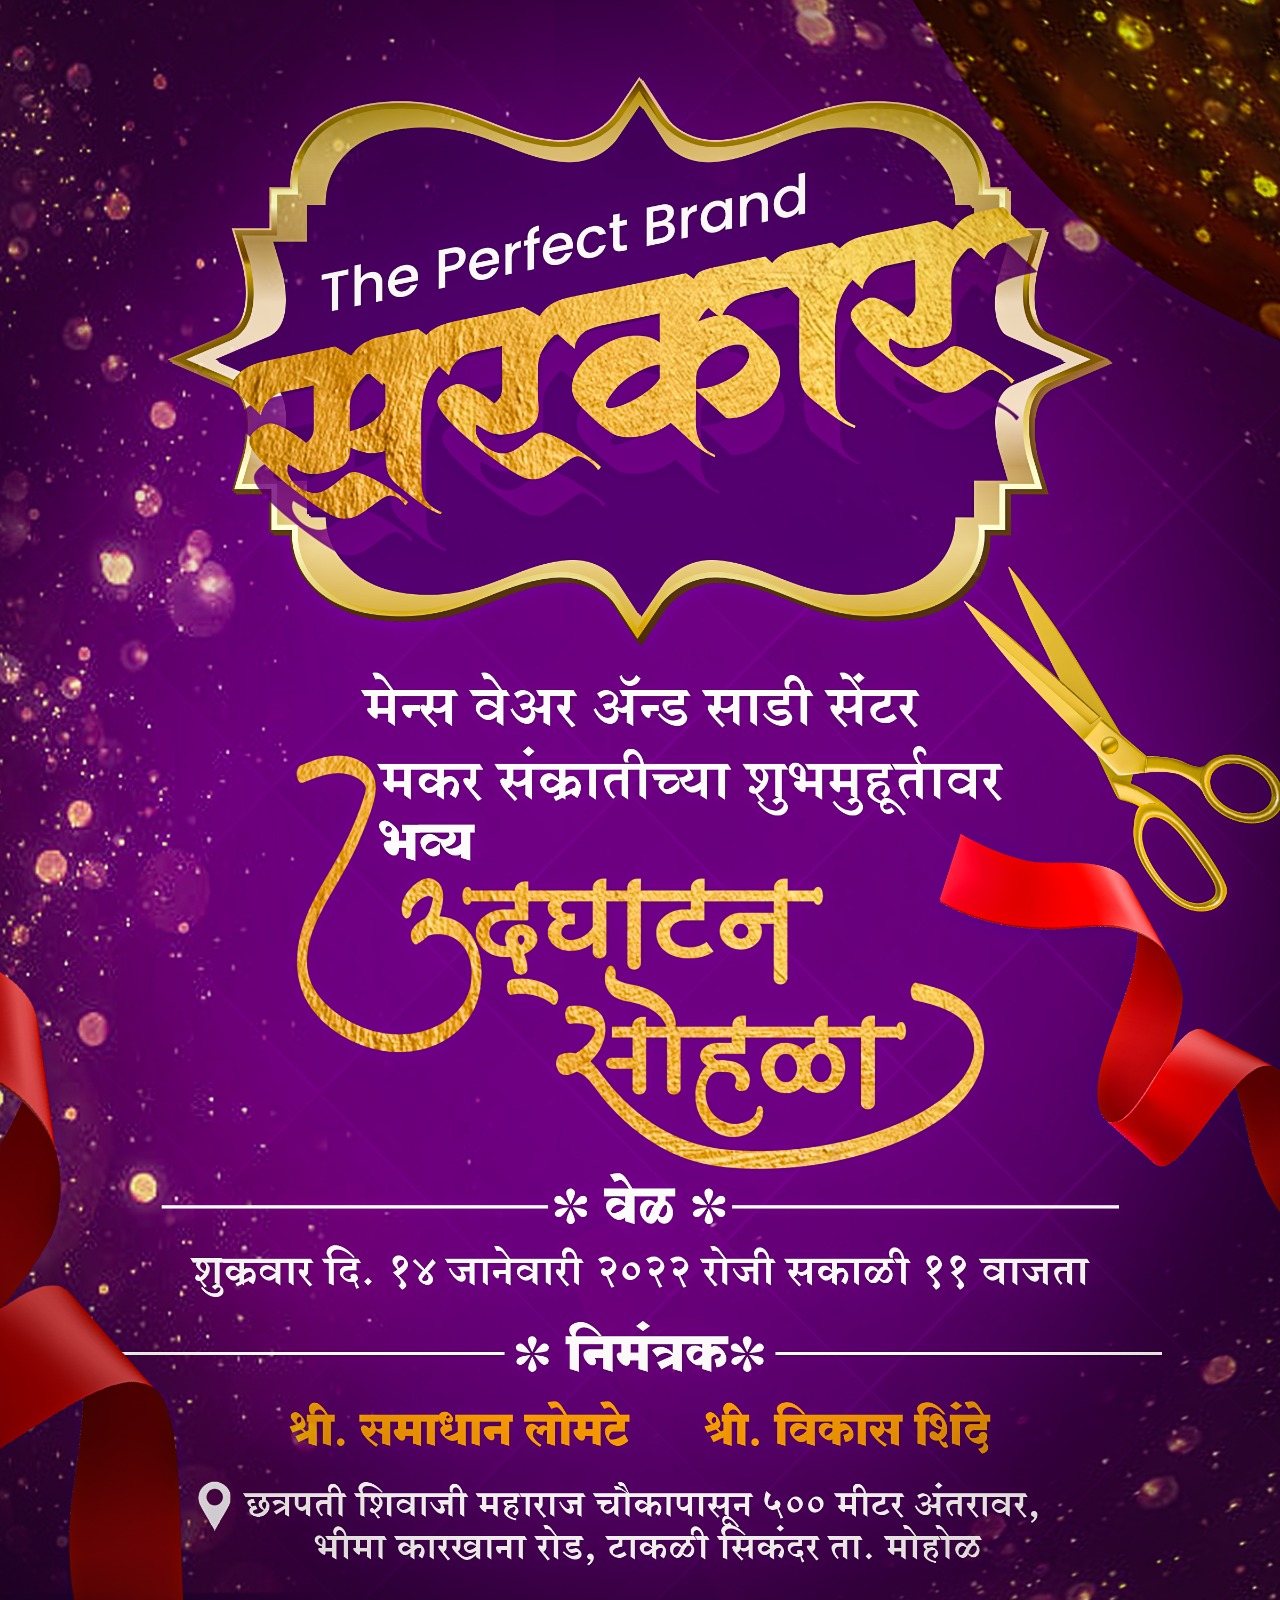 The Perfect Brand
सरकार
मेन्स वेअर ॲन्ड साडी सेंटर
मकर संक्रातीच्या शुभमुहूर्तावर
भव्य
उद्घाटन
सोहळा
* वेळ *
शुक्रवार दि. १४ जानेवारी २०२२ रोजी सकाळी ११ वाजता
* निमंत्रक*
श्री. समाधान लोमटे श्री. विकास शिंदे
छत्रपती शिवाजी महाराज चौकापासून ५०० मीटर अंतरावर,
भीमा कारखाना रोड, टाकळी सिकंदर ता. मोहोळ